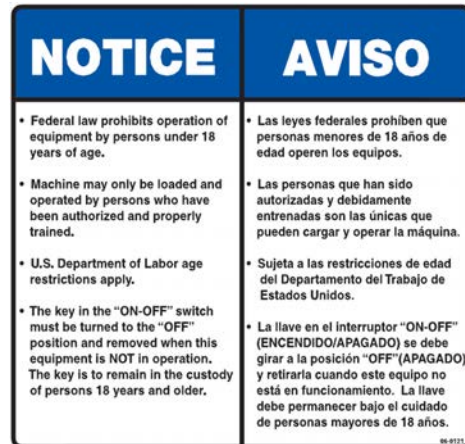 NOTICE
• Federal law prohibits operation of
equipment by persons under 18
years of age.
• Machine may only be loaded and
operated by persons who have
been authorized and properly
trained.
• U.S. Department of Labor age
restrictions apply.
• The key in the “ON-OFF” switch
must be turned to the “OFF”
position and removed when this
equipment is NOT in operation.
The key is to remain in the custody
of persons 18 years and older.
AVISO
• Las leyes federales prohíben que
personas menores de 18 años de
edad operen los equipos.
• Las personas que han sido
autorizadas y debidamente
entrenadas son las únicas que
pueden cargar y operar la máquina.
• Sujeta a las restricciones de edad
del Departamento del Trabajo de
Estados Unidos.
• La llave en el interruptor “ON-OFF”
(ENCENDIDO/APAGADO) se debe
girar a la posición “OFF”(APAGADO)
y retirarla cuando este equipo no
está en funcionamiento. La llave
debe permanecer bajo el cuidado
de personas mayores de 18 años.